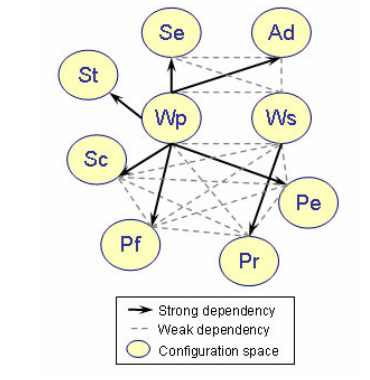 Se Ad
St
Wp Ws
Sc
Pe
Pf
Pr
Strong dependency
Weak dependency
Configuration space